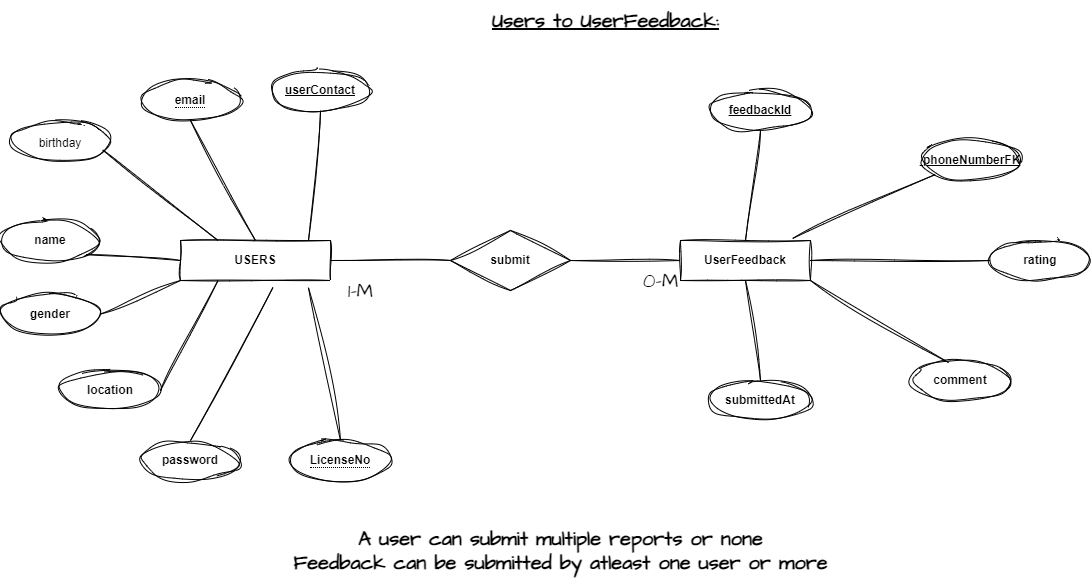 Users to UserFeedback:
userContact
email
feedbackId
birthday
phoneNumberFK
name
USERS
submit
UserFeedback
rating
1-M
0-M
gender
location
comment
submittedAt
password
LicenseNo
A user can submit multiple reports or none
Feedback can be submitted by atleast one user or more